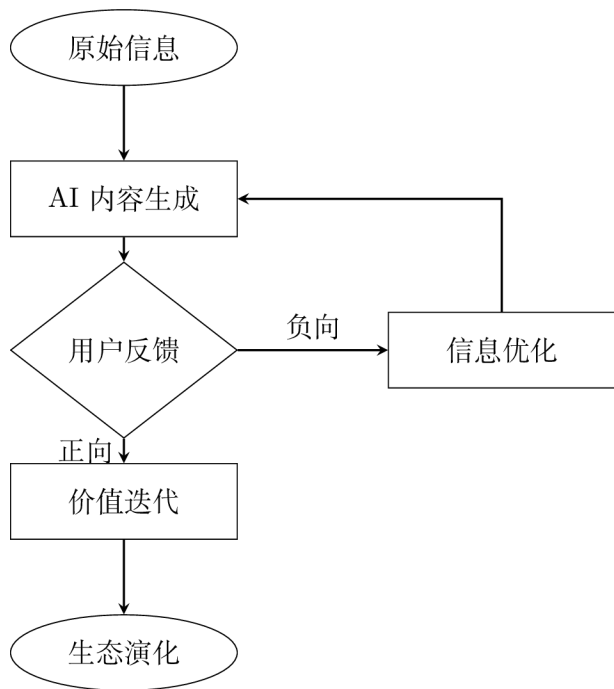 原始信息
AI 内容生成
用户反馈
负向
信息优化
正向
价值迭代
生态演化